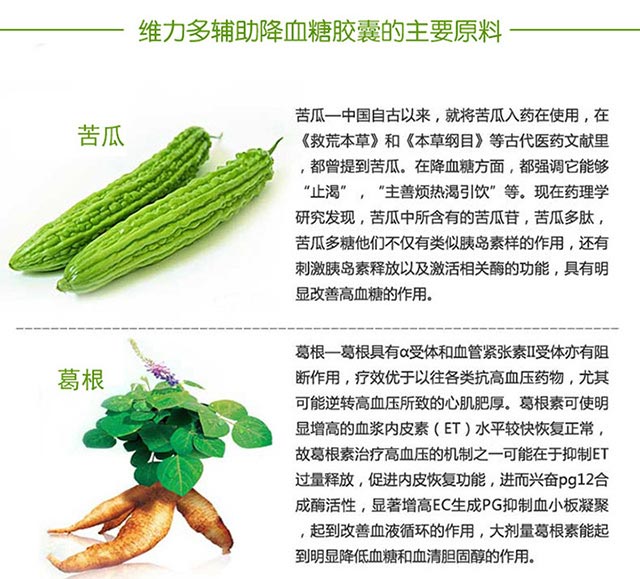 维力多辅助降血糖胶囊的主要原料
苦瓜
苦瓜—中国自古以来，就将苦瓜入药在使用，在
《救荒本草》和《本草纲目》等古代医药文献里
，都曾提到苦瓜。在降血糖方面，都强调它能够
“止渴”，“主善烦热渴引饮”等。现在药理学
研究发现，苦瓜中所含有的苦瓜苷，苦瓜多肽，
苦瓜多糖他们不仅有类似胰岛素样的作用，还有
刺激胰岛素释放以及激活相关酶的功能，具有明
显改善高血糖的作用。
葛根
葛根—葛根具有α受体和血管紧张素II受体亦有阻
断作用，疗效优于以往各类抗高血压药物，尤其
可能逆转高血压所致的心肌肥厚。葛根素可使明
显增高的血浆内皮素（ET）水平较快恢复正常，
故葛根素治疗高血压的机制之一可能在于抑制ET
过量释放，促进内皮恢复功能，进而兴奋pg12合
成酶活性，显著增高EC生成PG抑制血小板凝聚
，起到改善血液循环的作用，大剂量葛根素能起
到明显降低血糖和血清胆固醇的作用。